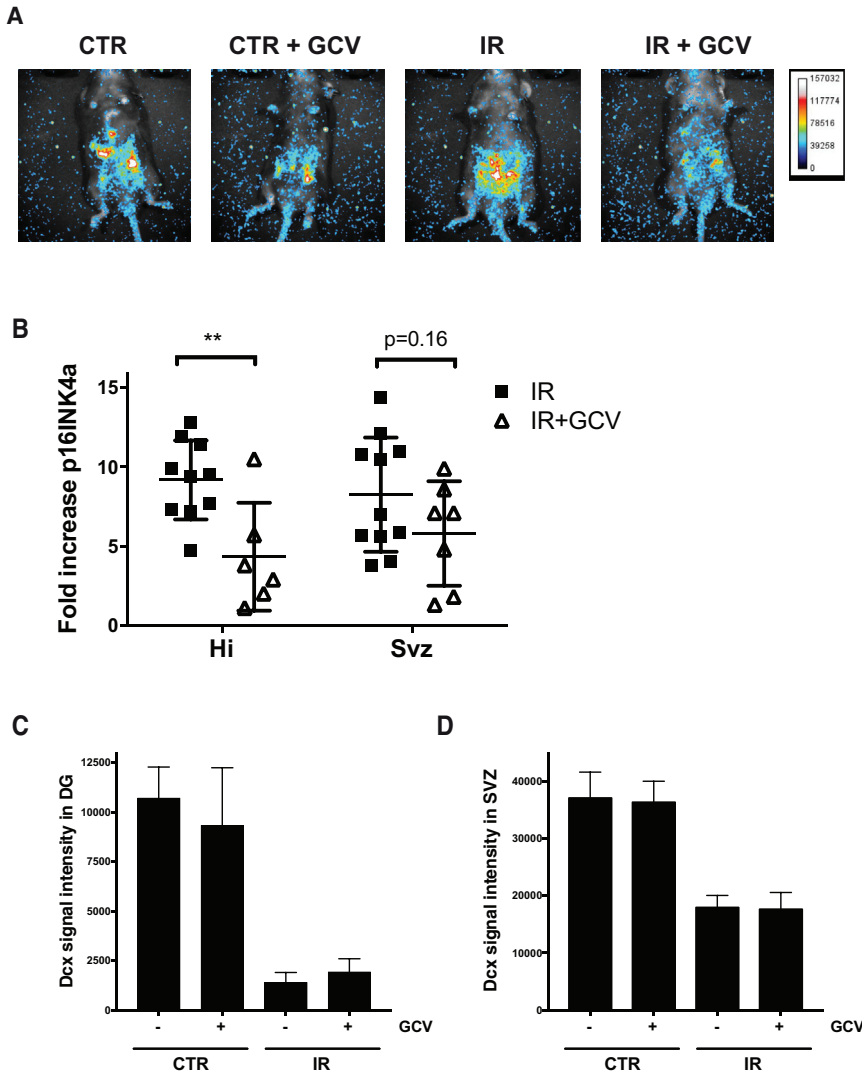 A
CTR
CTR + GCV
IR
IR + GCV
157032
117774
78516
39258
0
B
**
p=0.16
IR
IR+GCV
Fold increase p16INK4a
15
10
5
0
Hi
Svz
C
Dcx signal intensity in DG
12500
10000
7500
5000
2500
0
- + - + GCV
CTR IR
D
Dcx signal intensity in SVZ
40000
30000
20000
10000
0
- + - + GCV
CTR IR